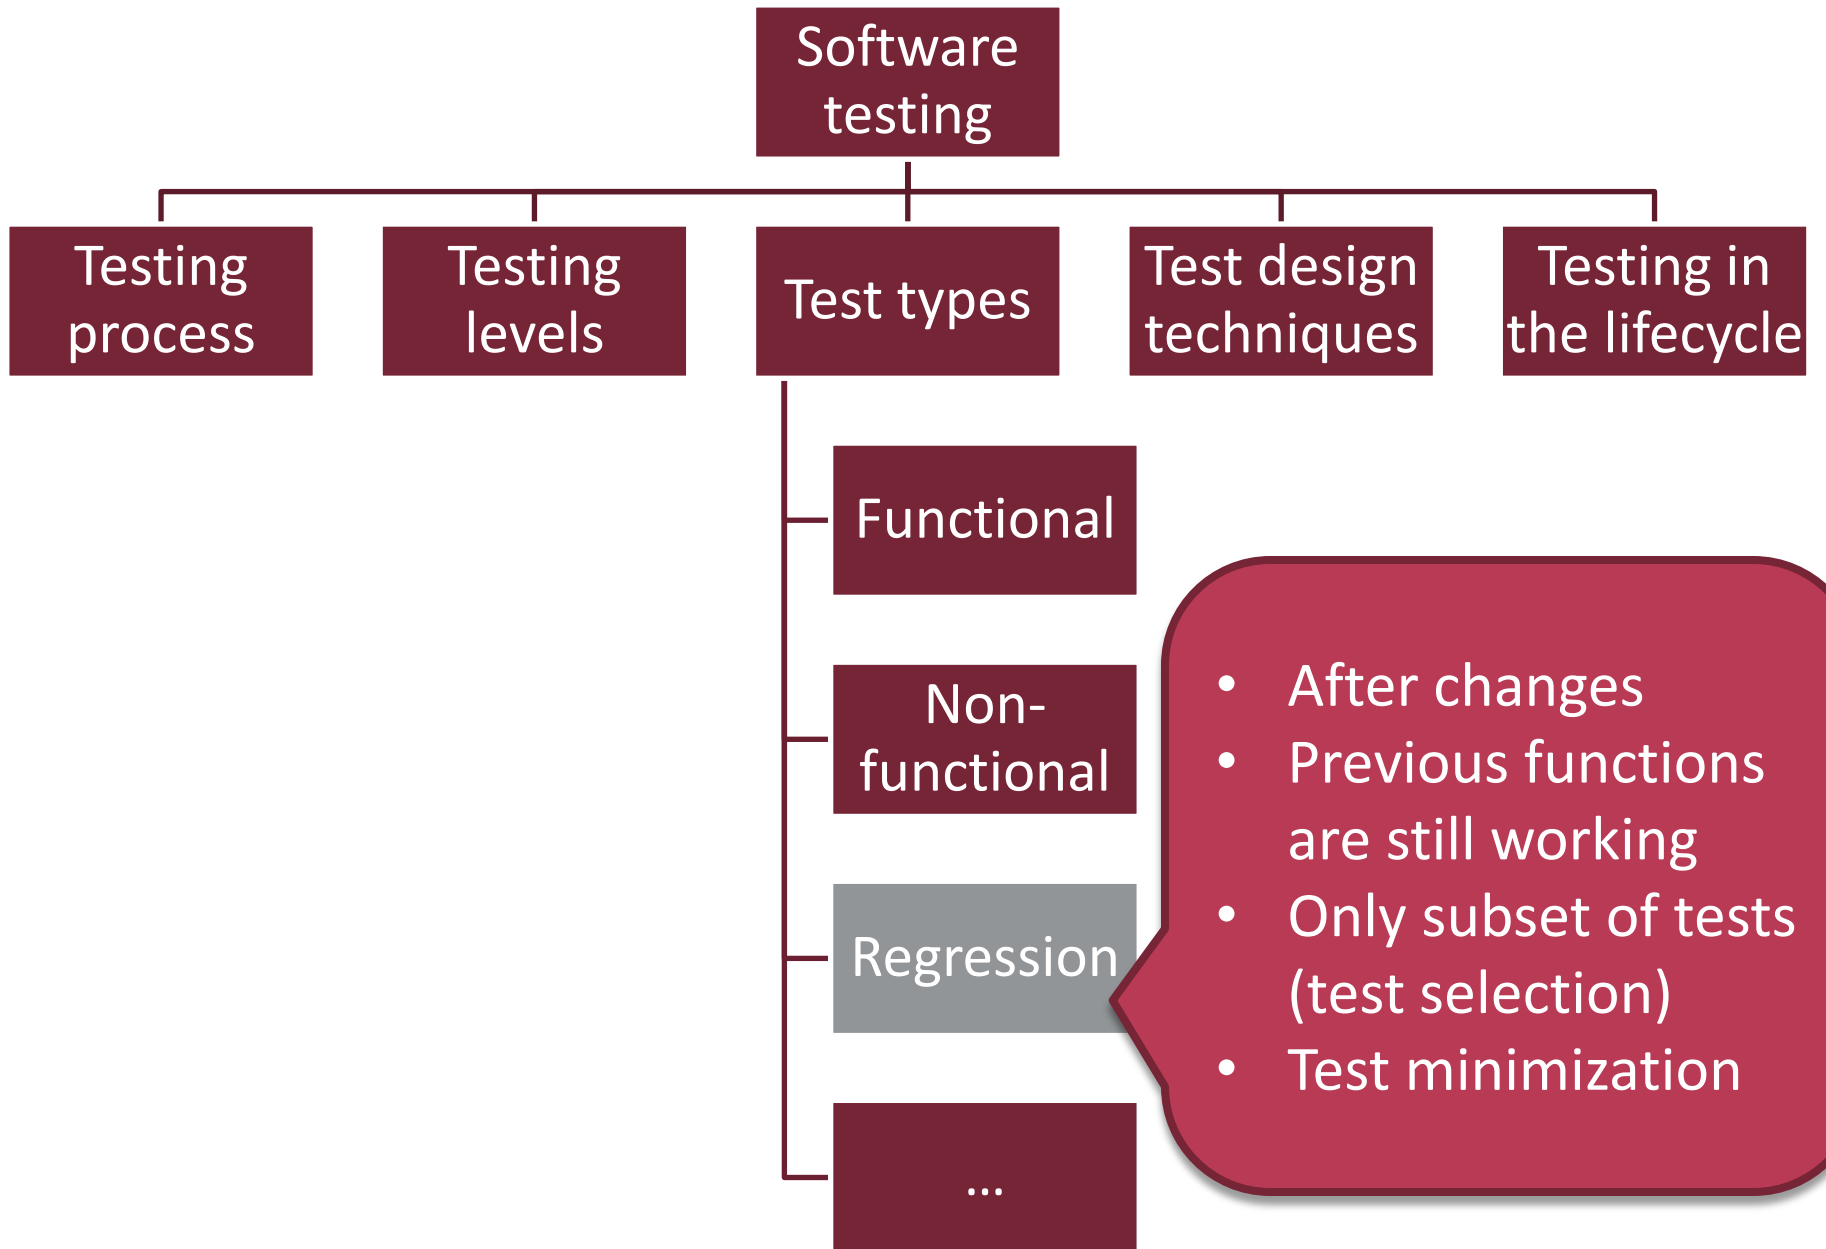 Software
testing
Testing
process
Testing
levels
Test types
Test design
techniques
Testing in
the lifecycle
Functional
Non-
functional
Regression
...
• After changes
• Previous functions
are still working
• Only subset of tests
(test selection)
• Test minimization